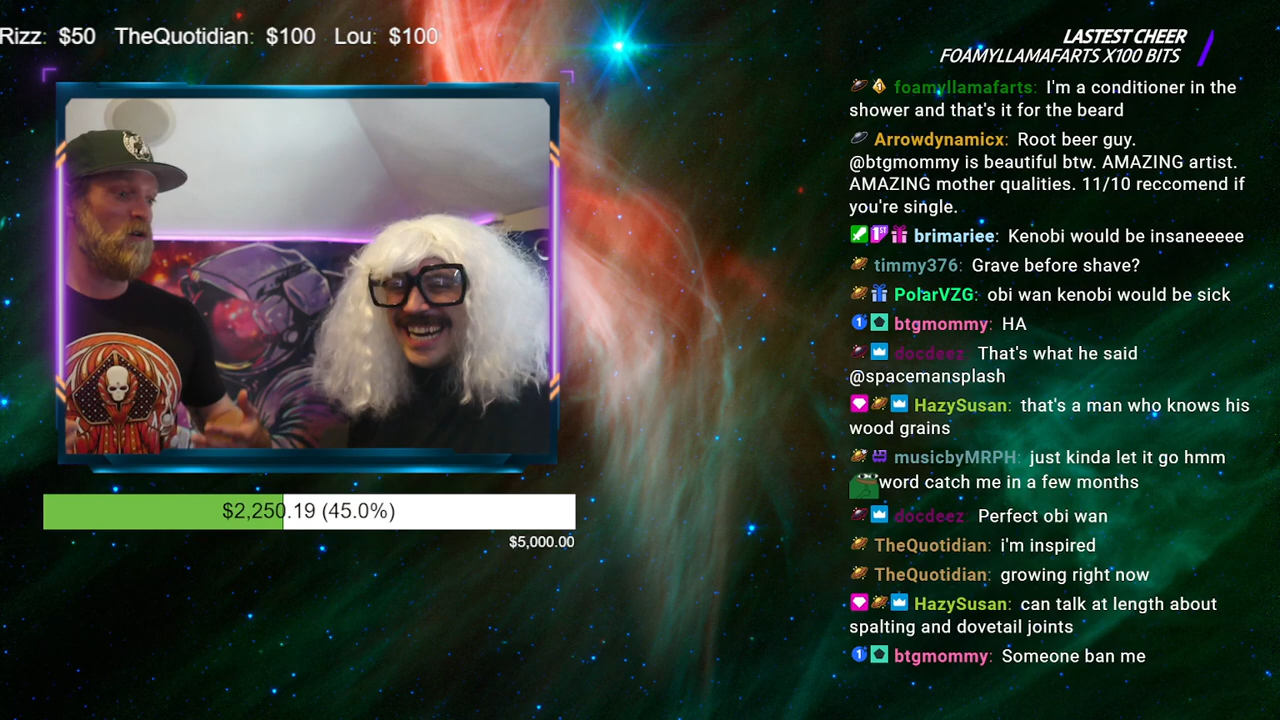 Rizz: $50 TheQuotidian: $100 Lou: $100
LASTEST CHEER
FOAMYLLAMAFARTS X100 BITS
foamyllamafarts: I'm a conditioner in the
shower and that's it for the beard
Arrowdynamicx: Root beer guy.
@btgmommy is beautiful btw. AMAZING artist.
AMAZING mother qualities. 11/10 reccomend if
you're single.
brimariee: Kenobi would be insaneeeee
timmy376: Grave before shave?
PolarVZG: obi wan kenobi would be sick
btgmommy: HA
docdeez: That's what he said
@spacemansplash
HazySusan: that's a man who knows his
wood grains
musicbyMRPH: just kinda let it go hmm
word catch me in a few months
docdeez: Perfect obi wan
TheQuotidian: i'm inspired
TheQuotidian: growing right now
HazySusan: can talk at length about
spalting and dovetail joints
btgmommy: Someone ban me
$2,250.19 (45.0%)
$5,000.00